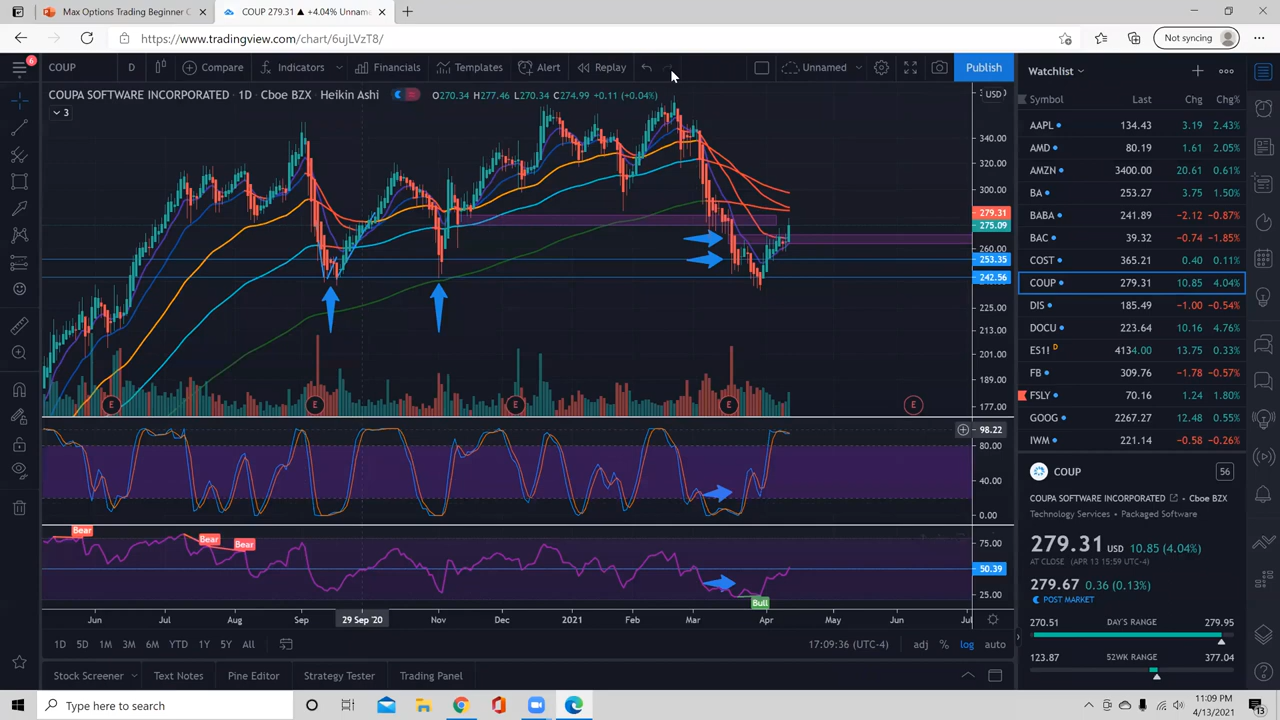 Max Options Trading Beginner C
COUP 279.31 ▲ +4.04% Unnam
https://www.tradingview.com/chart/6ujLVzT8/
Not syncing
6
COUP
D
Compare
Indicators
Financials
Templates
Alert
Replay
Unnamed
Publish
COUPA SOFTWARE INCORPORATED • 1D • Cboe BZX • Heikin Ashi
O270.34 H277.46 L270.34 C274.99 +0.11 (+0.04%)
3
USD
340.00
320.00
300.00
279.31
275.09
260.00
253.35
242.56
225.00
213.00
201.00
189.00
177.00
E
E
E
E
E
98.22
80.00
40.00
0.00
Bear
Bear
Bear
Bull
75.00
50.39
25.00
Jun
Jul
Aug
Sep
29 Sep '20
Nov
Dec
2021
Feb
Mar
Apr
May
Jun
Jul
1D 5D 1M 3M 6M YTD 1Y 5Y All
17:09:36 (UTC-4)
adj % log auto
Stock Screener
Text Notes
Pine Editor
Strategy Tester
Trading Panel
Watchlist
Symbol Last Chg Chg%
AAPL 134.43 3.19 2.43%
AMD 80.19 1.61 2.05%
AMZN 3400.00 20.61 0.61%
BA 253.27 3.75 1.50%
BABA 241.89 -2.12 -0.87%
BAC 39.32 -0.74 -1.85%
COST 365.21 0.40 0.11%
COUP 279.31 10.85 4.04%
DIS 185.49 -1.00 -0.54%
DOCU 223.64 10.16 4.76%
ES1! D 4134.00 13.75 0.33%
FB 309.76 -1.78 -0.57%
FSLY 70.16 1.24 1.80%
GOOG 2267.27 12.48 0.55%
IWM 221.14 -0.58 -0.26%
COUP
56
COUPA SOFTWARE INCORPORATED • Cboe BZX
Technology Services • Packaged Software
279.31 USD 10.85 (4.04%)
AT CLOSE (APR 13 15:59 UTC-4)
279.67 0.36 (0.13%)
POST MARKET
270.51 DAY'S RANGE 279.95
123.87 52WK RANGE 377.04
Type here to search
11:09 PM
4/13/2021
13